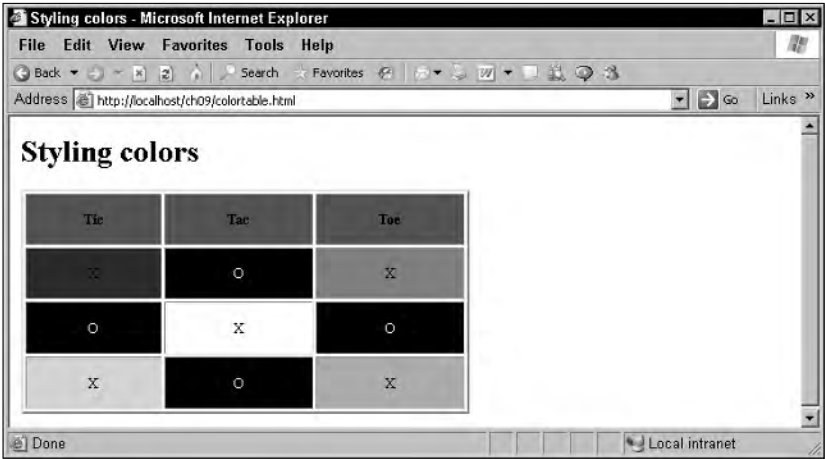 Styling colors - Microsoft Internet Explorer
File Edit View Favorites Tools Help
Back Search Favorites
Address http://localhost/ch09/colortable.html Go Links »
Styling colors
Tic Tac Toe
X O X
O X O
X O X
Done Local intranet